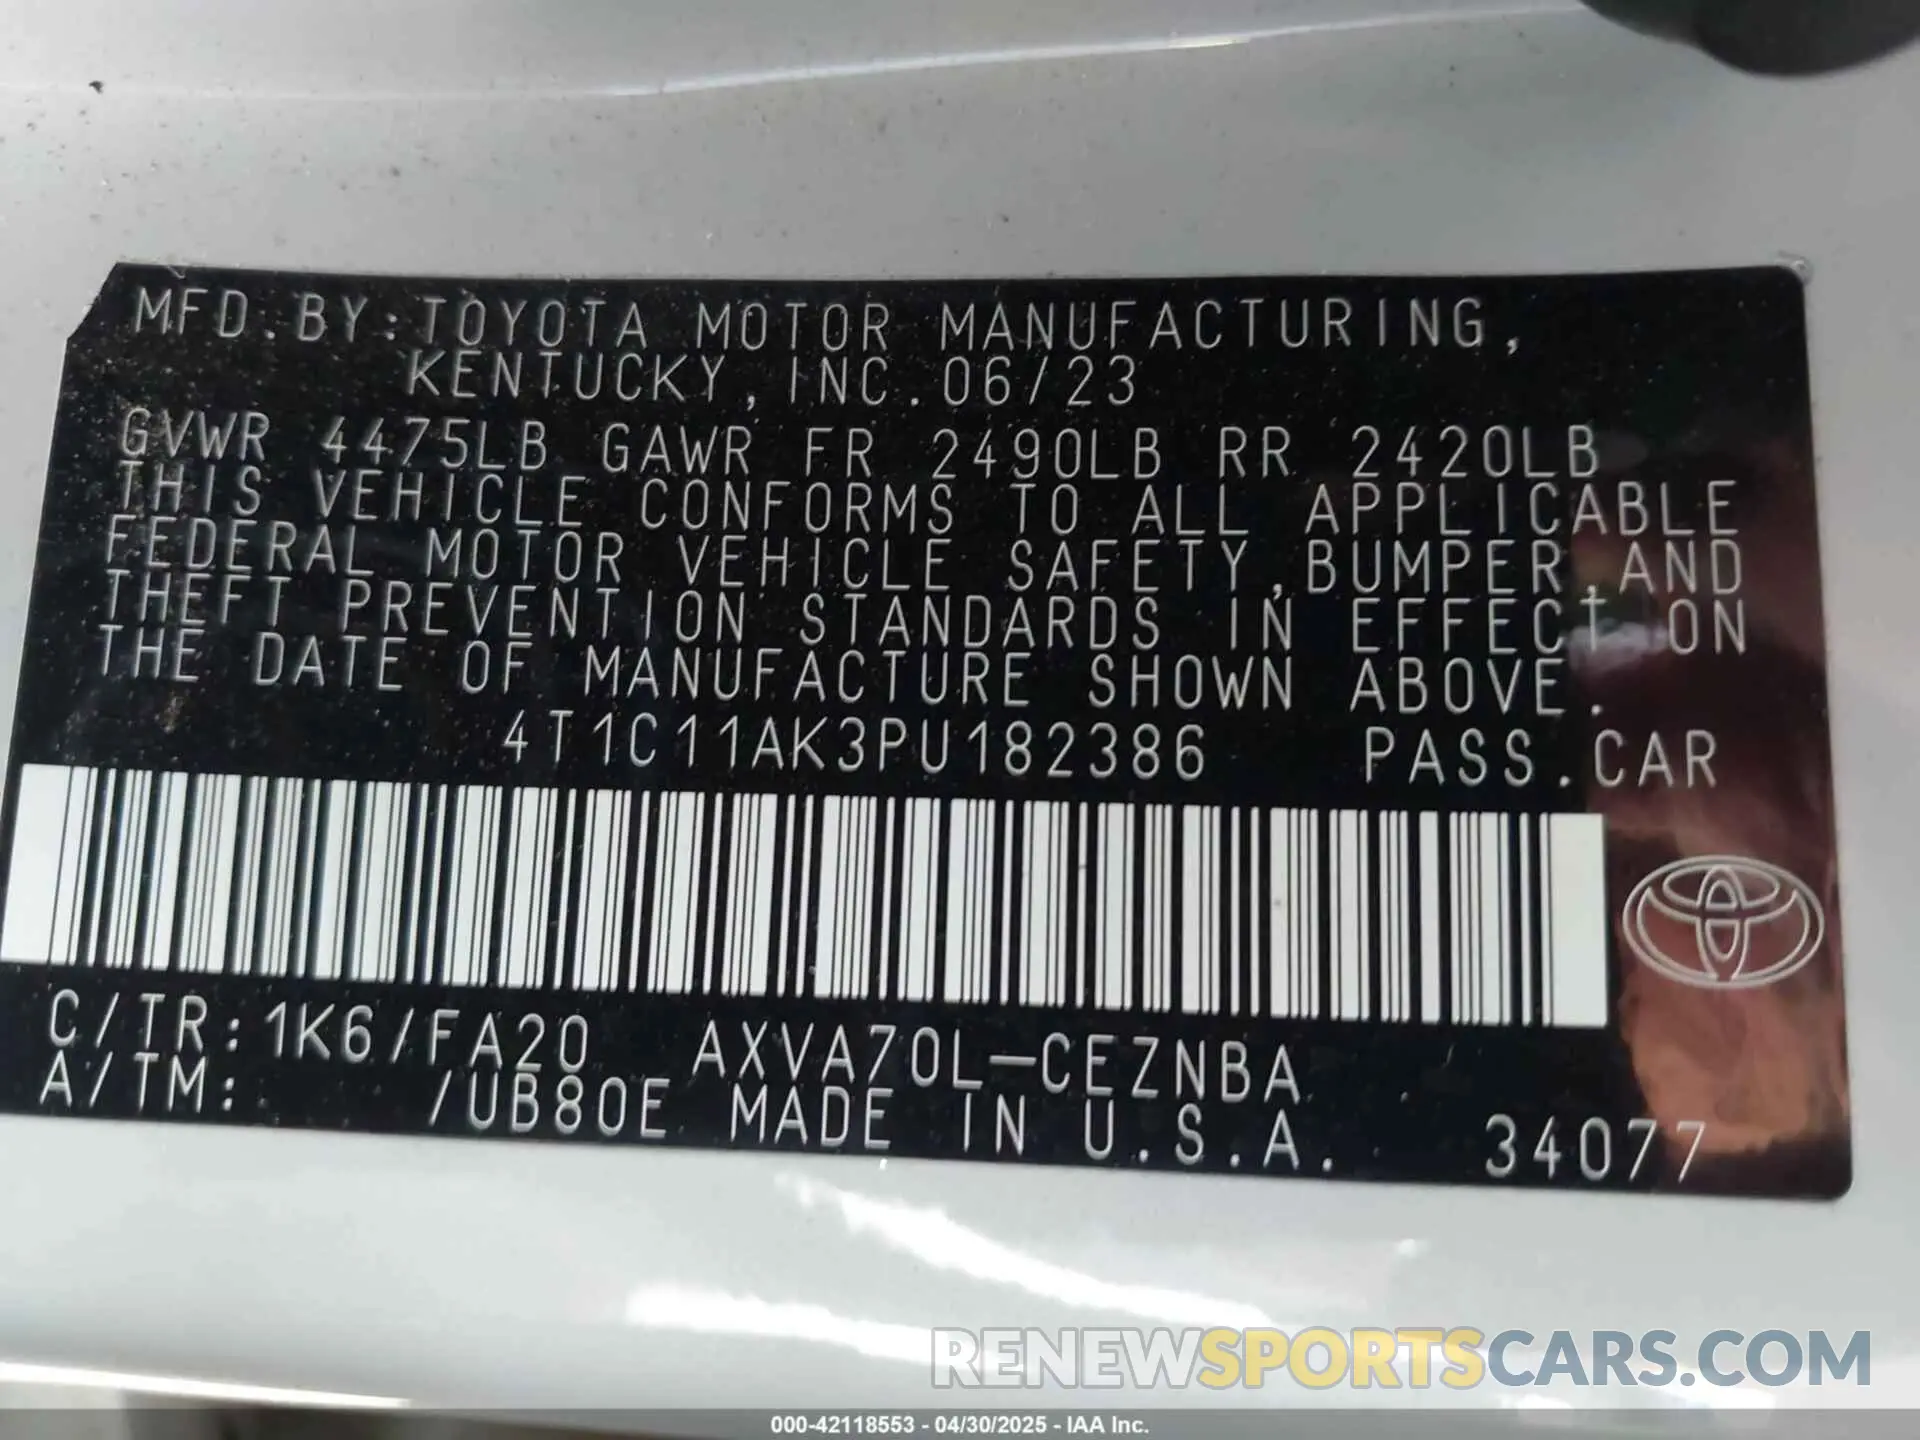 MFD.BY:TOYOTA MOTOR MANUFACTURING,
KENTUCKY, INC.06/23
GVWR 4475LB GAWR FR 2490LB RR 2420LB
THIS VEHICLE CONFORMS TO ALL APPLICABLE
FEDERAL MOTOR VEHICLE SAFETY,BUMPER,AND
THEFT PREVENTION STANDARDS IN EFFECT ON
THE DATE OF MANUFACTURE SHOWN ABOVE.
4T1C11AK3PU182386 PASS.CAR
C/TR:1K6/FA20 AXVA70L-CEZNBA
A/TM: /UB80E MADE IN U.S.A. 34077
RENEWSPORTSCARS.COM
000-42118553 - 04/30/2025 - IAA Inc.